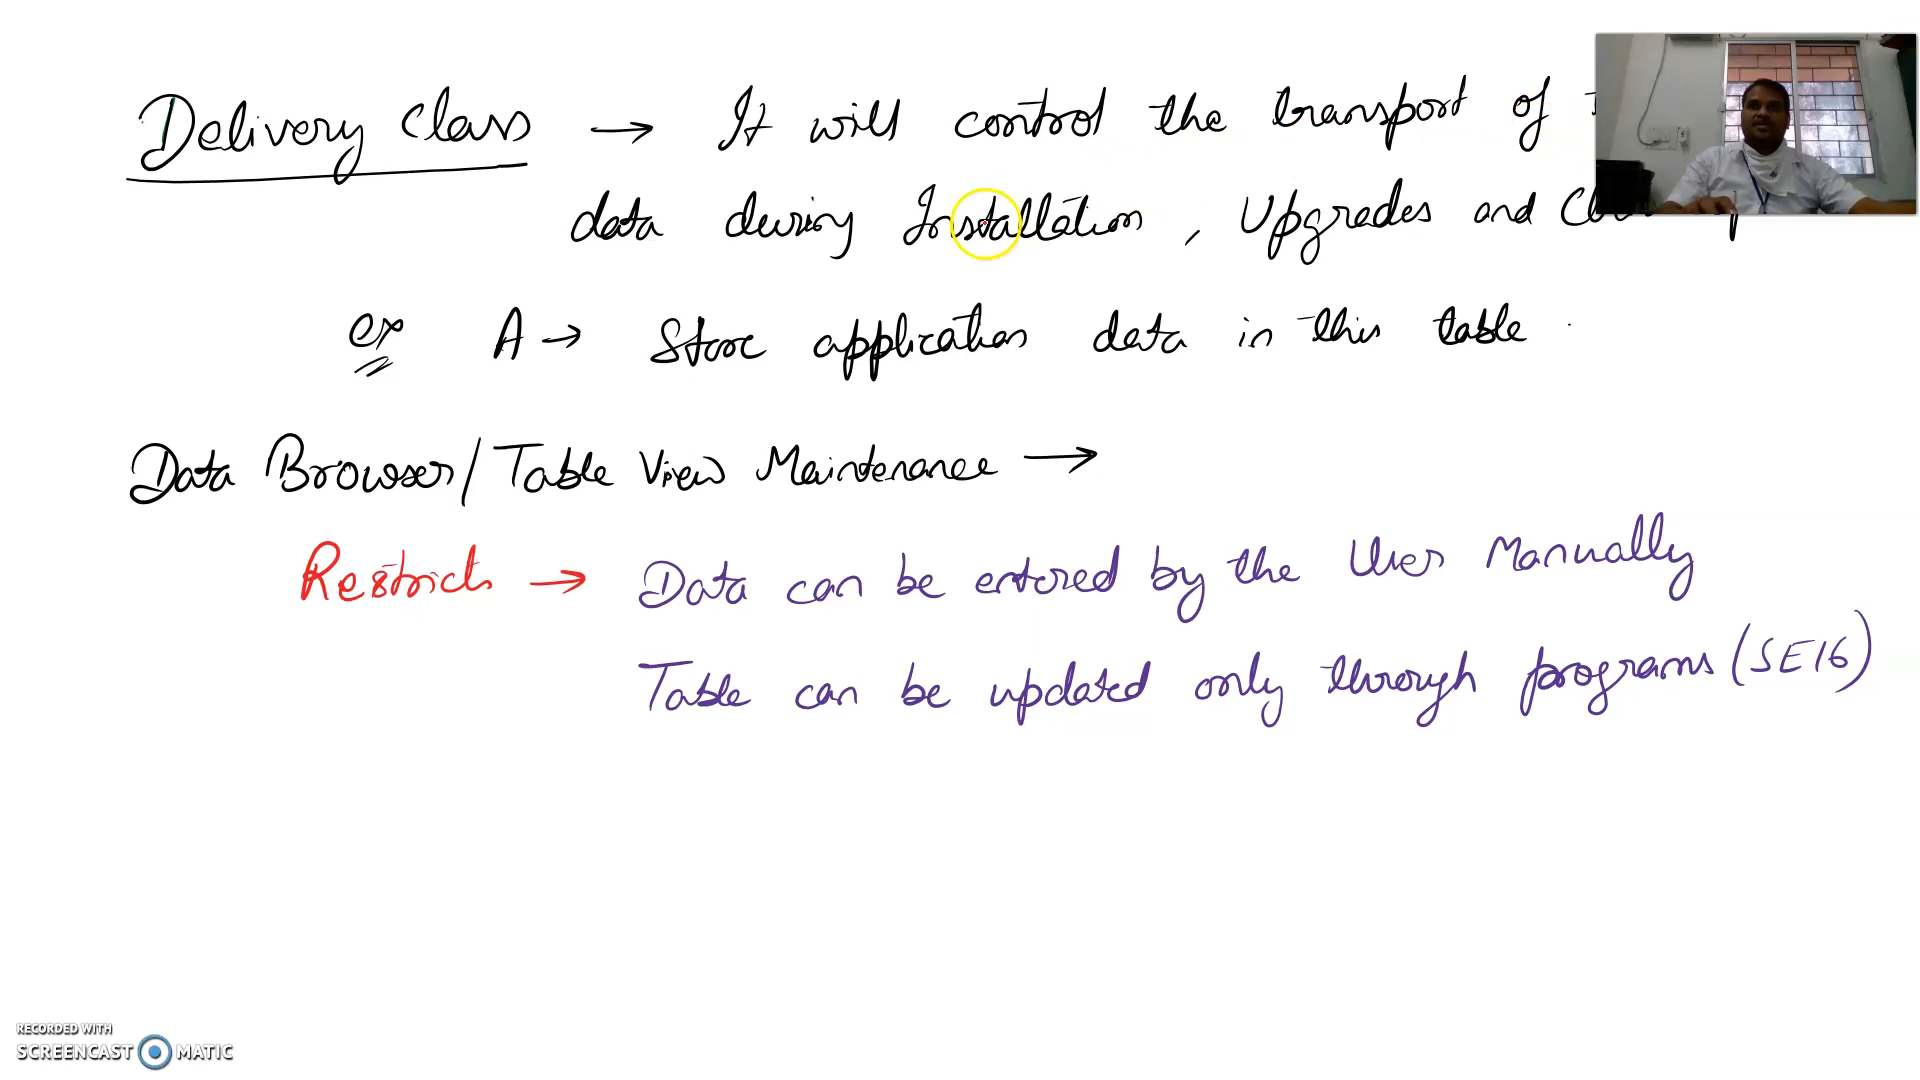 Delivery Class → It will control the transport of
data during Installation, Upgrades and
ex A → Store application data in this table.
Data Browser/Table View Maintenance →
Restricts → Data can be entered by the User Manually
Table can be updated only through programs (SE16)
RECORDED WITH
SCREENCAST MATIC